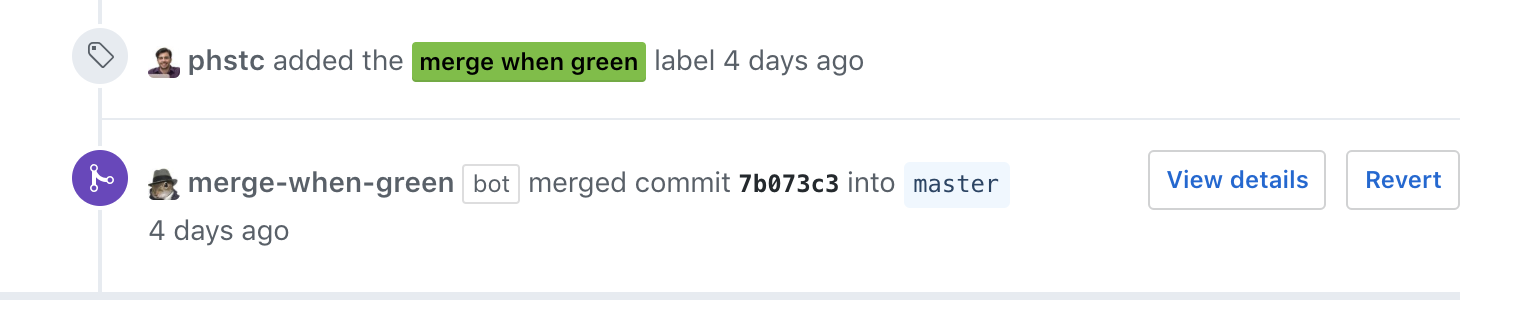 phstc added the merge when green label 4 days ago
merge-when-green bot merged commit 7b073c3 into master View details Revert
4 days ago